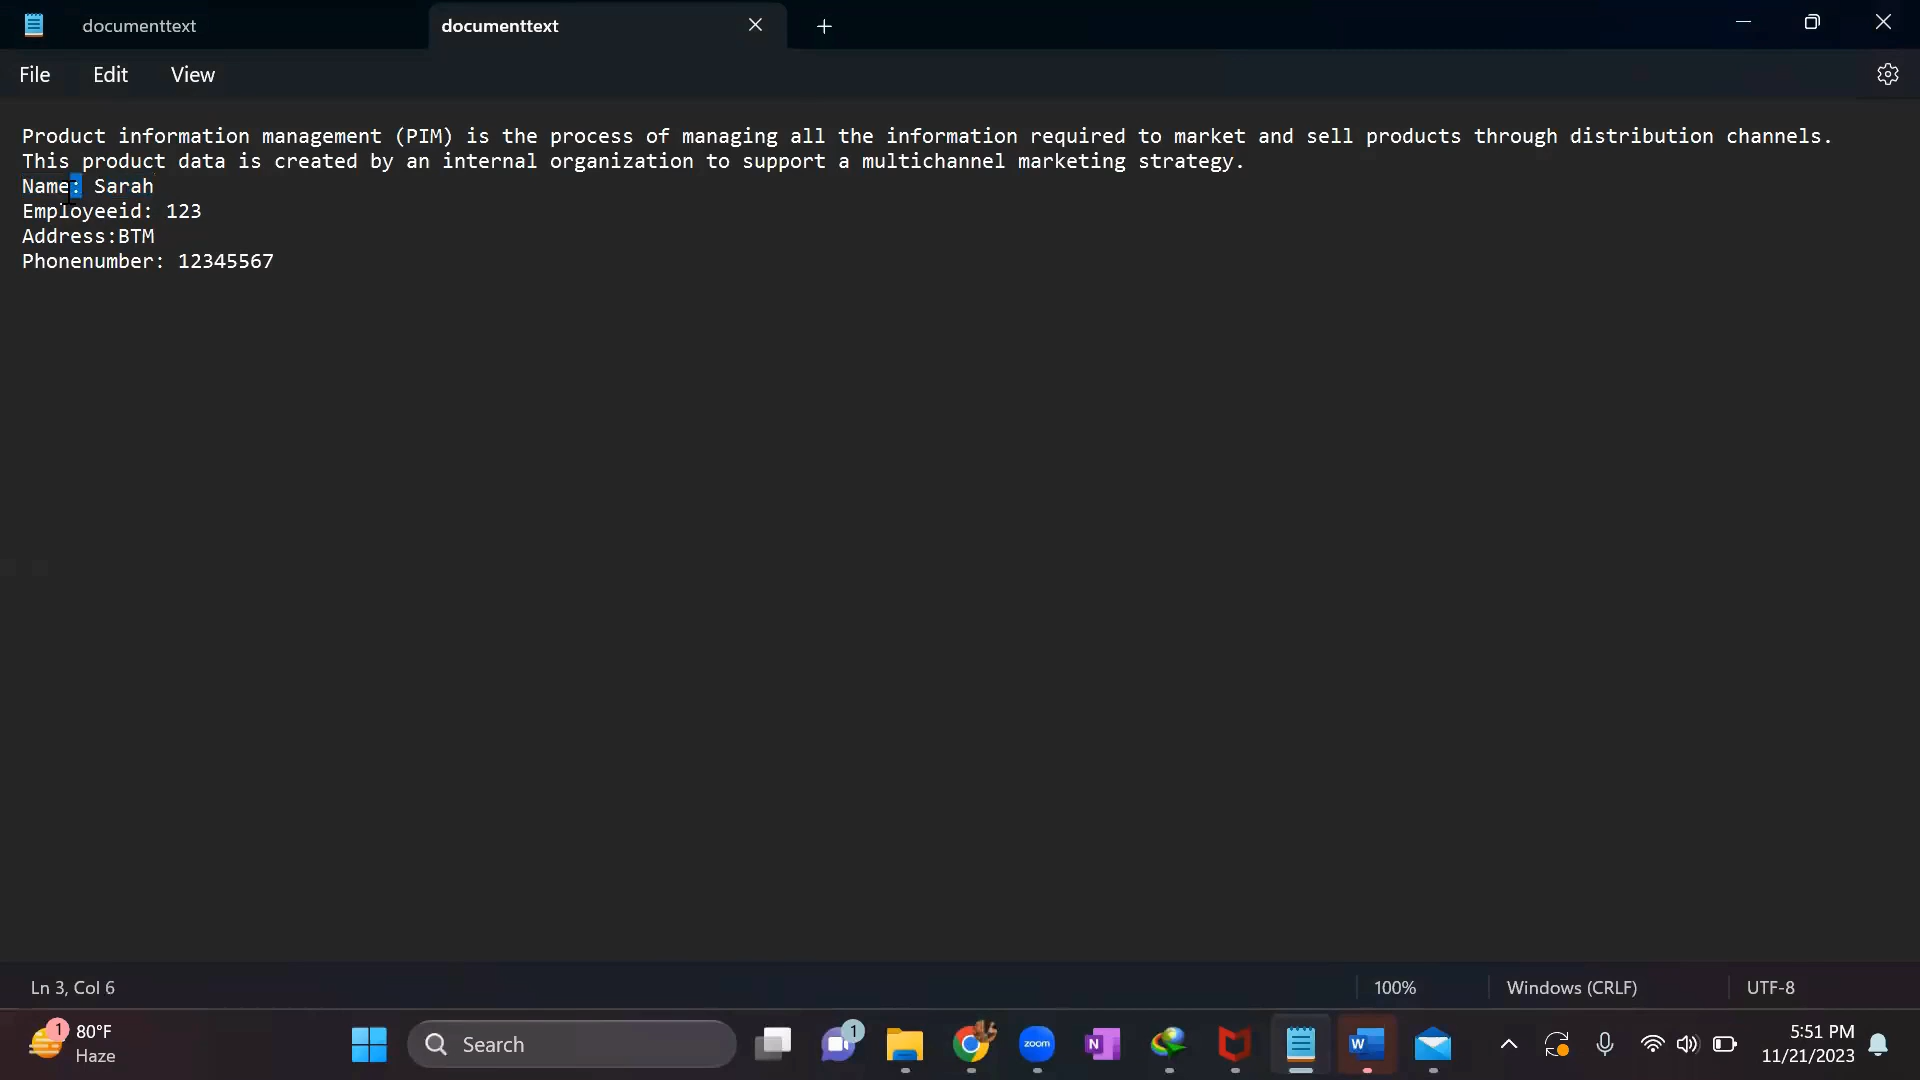 documenttext
documenttext
File Edit View
Product information management (PIM) is the process of managing all the information required to market and sell products through distribution channels.
This product data is created by an internal organization to support a multichannel marketing strategy.
Name: Sarah
Employeeid: 123
Address:BTM
Phonenumber: 12345567
Ln 3, Col 6
100%
Windows (CRLF)
UTF-8
1
80°F
Haze
Search
1
zoom
N
W
5:51 PM
11/21/2023